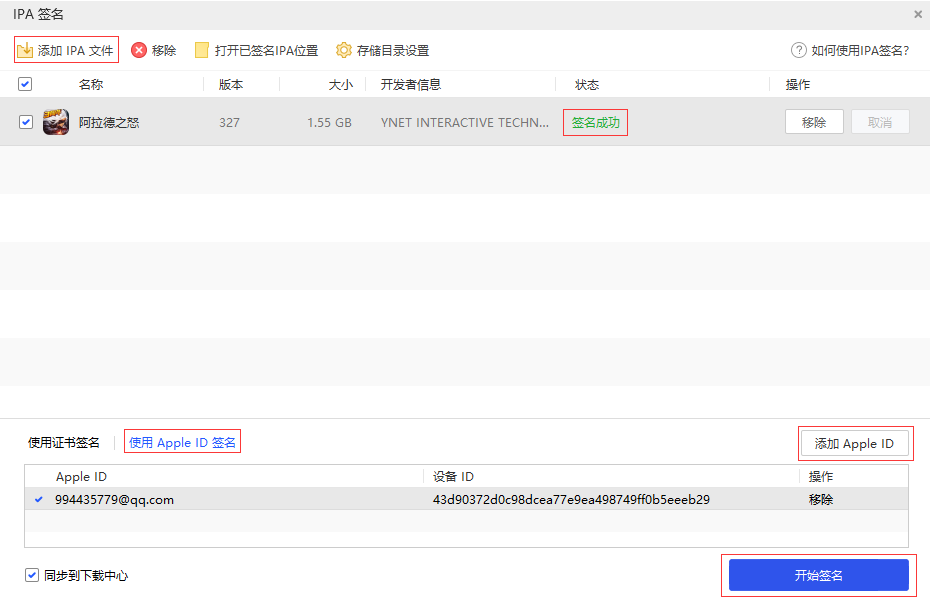 IPA 签名
添加 IPA 文件 移除 打开已签名IPA位置 存储目录设置 如何使用IPA签名?
名称 版本 大小 开发者信息 状态 操作
阿拉德之怒 327 1.55 GB YNET INTERACTIVE TECHN... 签名成功 移除 取消
使用证书签名 使用 Apple ID 签名 添加 Apple ID
Apple ID 设备 ID 操作
994435779@qq.com 43d90372d0c98dcea77e9ea498749ff0b5eeeb29 移除
同步到下载中心 开始签名